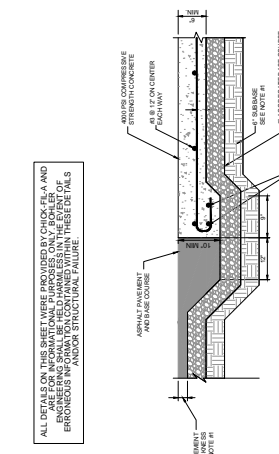 ALL DETAILS ON THIS SHEET WERE PROVIDED BY CHICK-FIL-A AND
ARE FOR INFORMATIONAL PURPOSES ONLY. BOHLER
ENGINEERING SHALL BE HELD HARMLESS IN THE EVENT OF
ERRONEOUS INFORMATION CONTAINED WITHIN THESE DETAILS
AND/OR STRUCTURAL FAILURE.
ASPHALT PAVEMENT
AND BASE COURSE
4000 PSI COMPRESSIVE
STRENGTH CONCRETE
#3 @ 12" ON CENTER
EACH WAY
6"
MIN.
10" MIN
12"
9"
6" SUBBASE
SEE NOTE #1